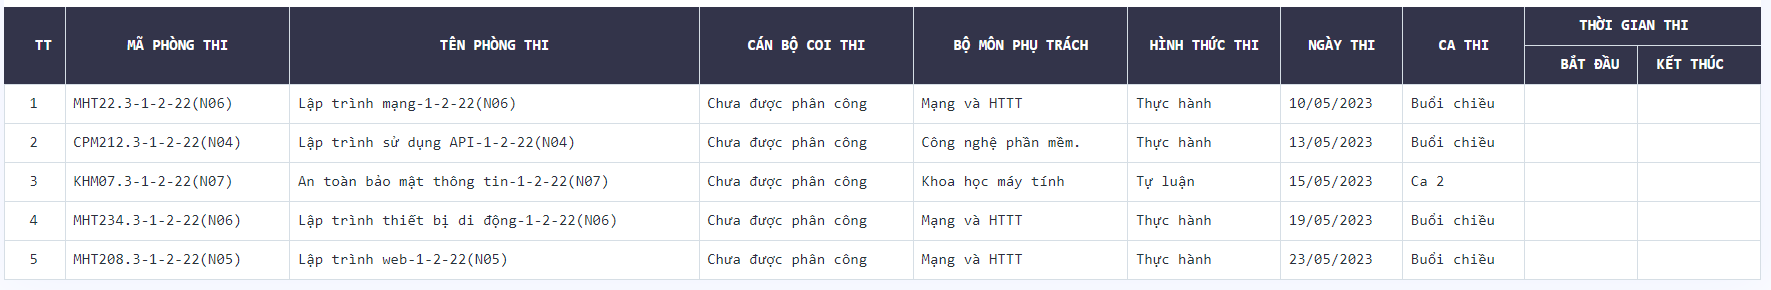 TT MÃ PHÒNG THI TÊN PHÒNG THI CÁN BỘ COI THI BỘ MÔN PHỤ TRÁCH HÌNH THỨC THI NGÀY THI CA THI THỜI GIAN THI
BẮT ĐẦU KẾT THÚC
1 MHT22.3-1-2-22(N06) Lập trình mạng-1-2-22(N06) Chưa được phân công Mạng và HTTT Thực hành 10/05/2023 Buổi chiều
2 CPM212.3-1-2-22(N04) Lập trình sử dụng API-1-2-22(N04) Chưa được phân công Công nghệ phần mềm. Thực hành 13/05/2023 Buổi chiều
3 KHM07.3-1-2-22(N07) An toàn bảo mật thông tin-1-2-22(N07) Chưa được phân công Khoa học máy tính Tự luận 15/05/2023 Ca 2
4 MHT234.3-1-2-22(N06) Lập trình thiết bị di động-1-2-22(N06) Chưa được phân công Mạng và HTTT Thực hành 19/05/2023 Buổi chiều
5 MHT208.3-1-2-22(N05) Lập trình web-1-2-22(N05) Chưa được phân công Mạng và HTTT Thực hành 23/05/2023 Buổi chiều